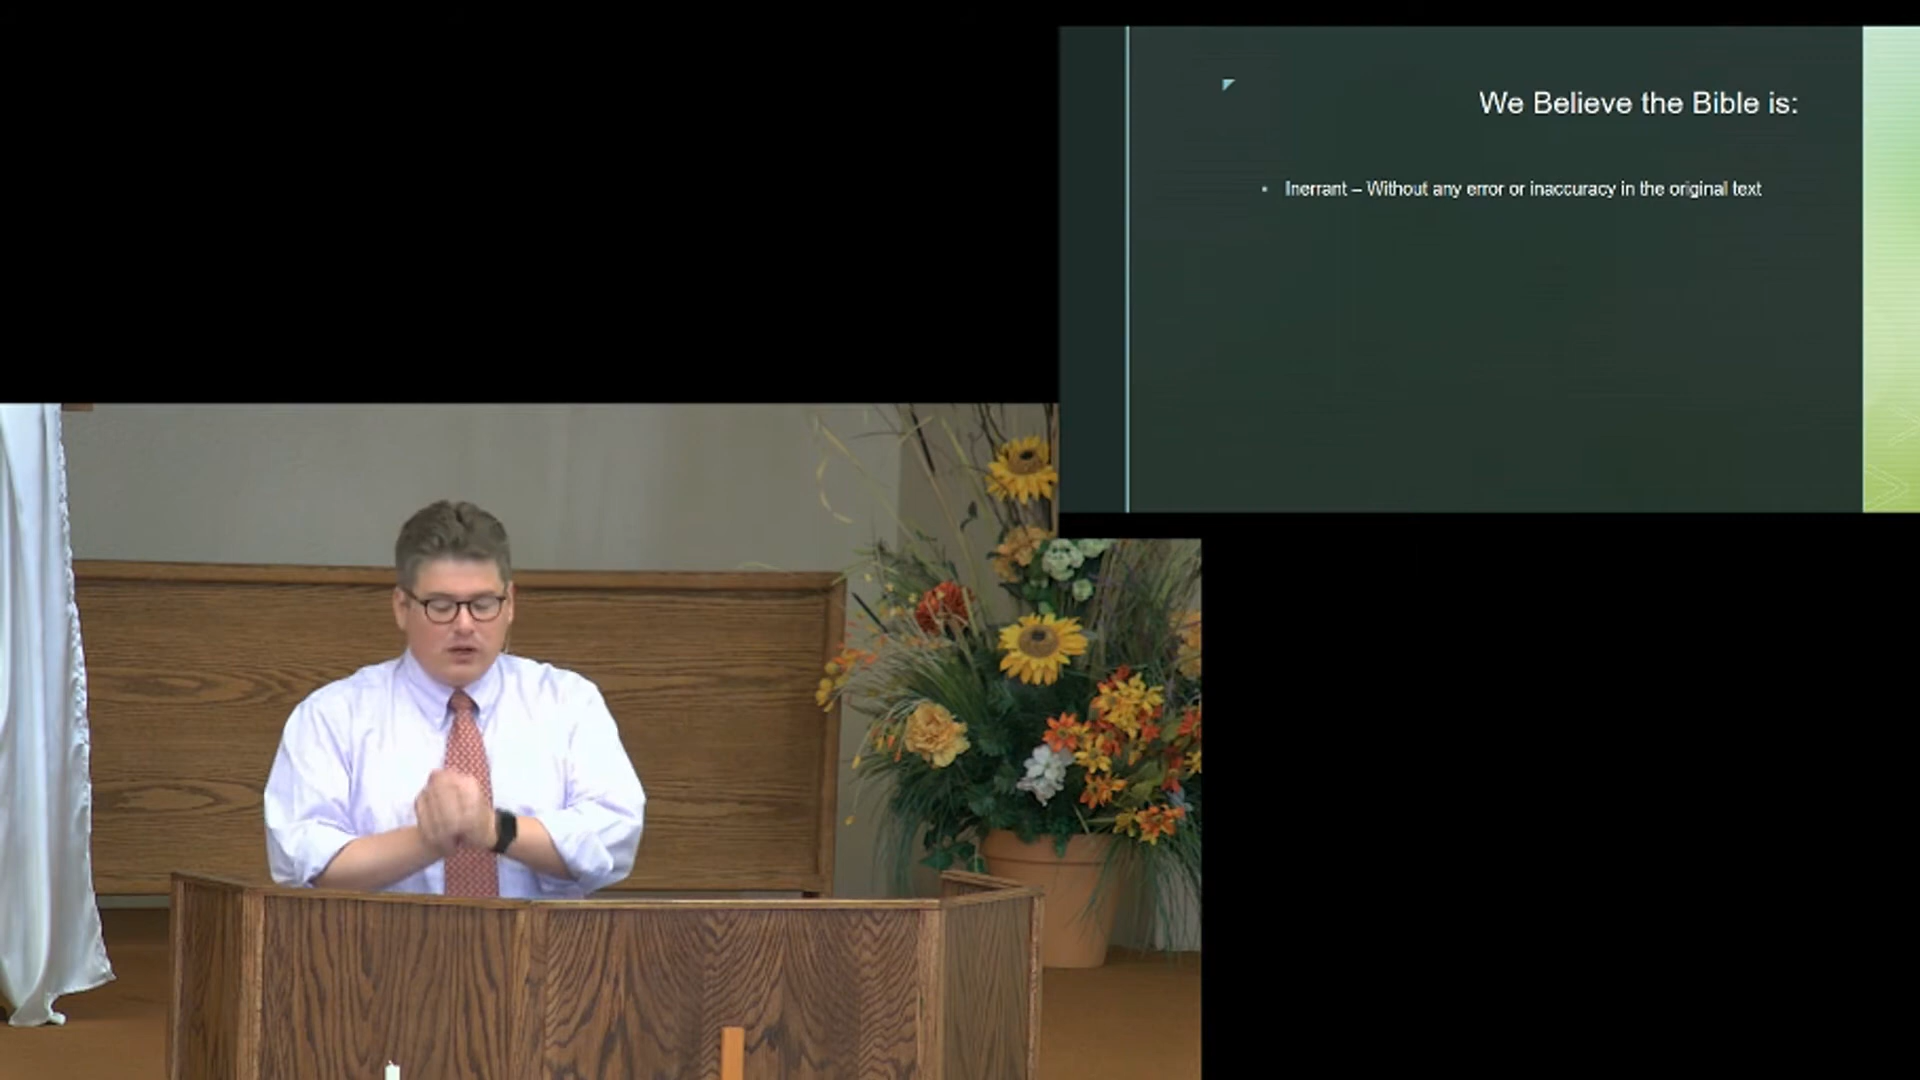 We Believe the Bible is:
Inerrant – Without any error or inaccuracy in the original text